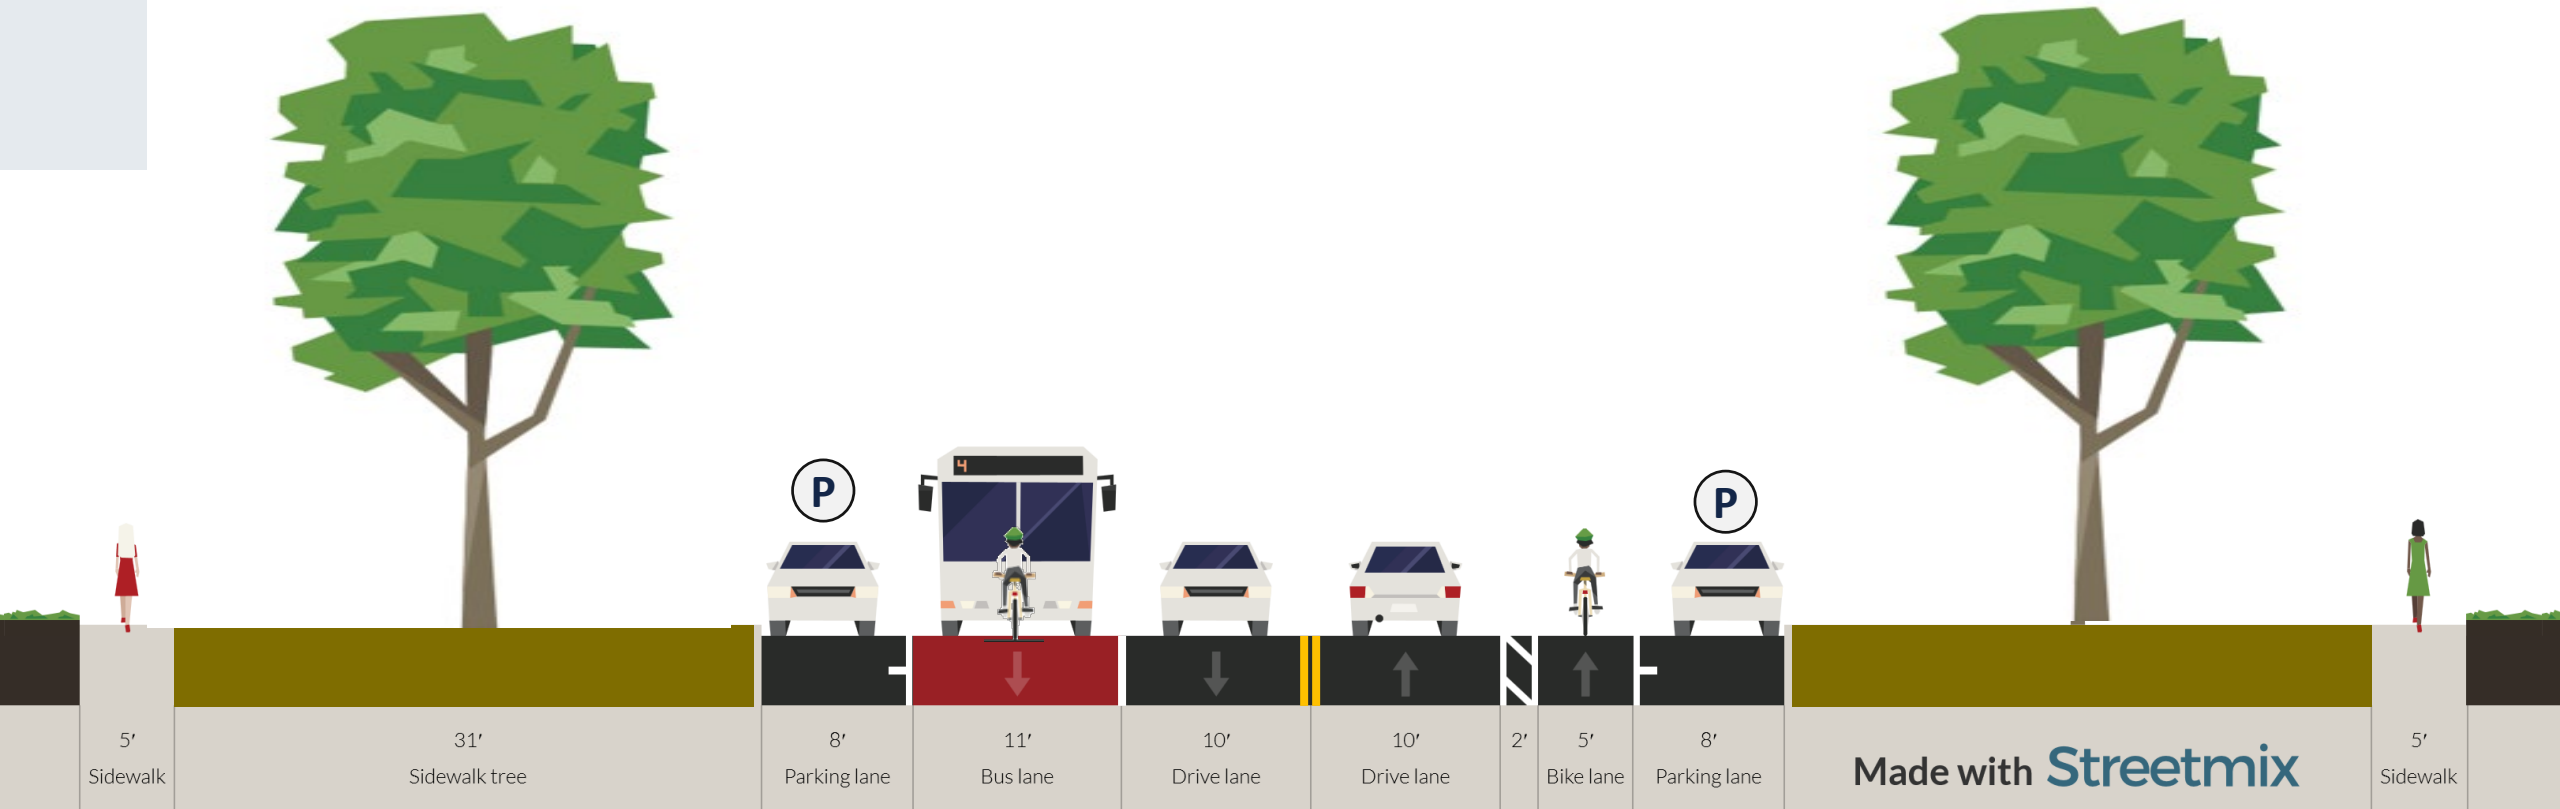 P
4
P
5′
31′
8′
11′
10′
10′
2′
5′
8′
5′
Sidewalk
Sidewalk tree
Parking lane
Bus lane
Drive lane
Drive lane
Bike lane
Parking lane
Made with Streetmix
Sidewalk